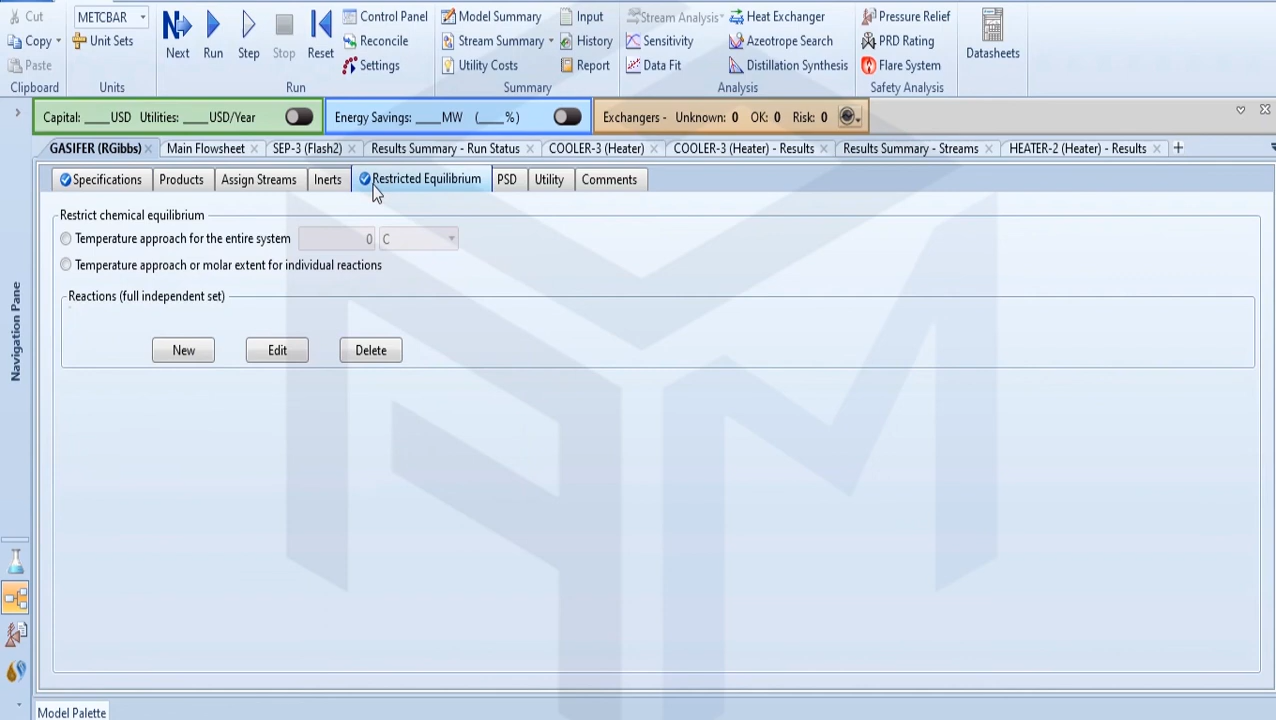 Cut METCBAR Control Panel Model Summary Input Stream Analysis Heat Exchanger Pressure Relief
Copy Unit Sets Next Run Step Stop Reset Reconcile Stream Summary History Sensitivity Azeotrope Search PRD Rating Datasheets
Paste Settings Utility Costs Report Data Fit Distillation Synthesis Flare System
Clipboard Units Run Summary Analysis Safety Analysis
Capital: ____USD Utilities: ____USD/Year Energy Savings: ____MW (____%) Exchangers - Unknown: 0 OK: 0 Risk: 0
GASIFER (RGibbs) Main Flowsheet SEP-3 (Flash2) Results Summary - Run Status COOLER-3 (Heater) COOLER-3 (Heater) - Results Results Summary - Streams HEATER-2 (Heater) - Results
Specifications Products Assign Streams Inerts Restricted Equilibrium PSD Utility Comments
Restrict chemical equilibrium
Temperature approach for the entire system 0 C
Temperature approach or molar extent for individual reactions
Reactions (full independent set)
New Edit Delete
Navigation Pane
Model Palette